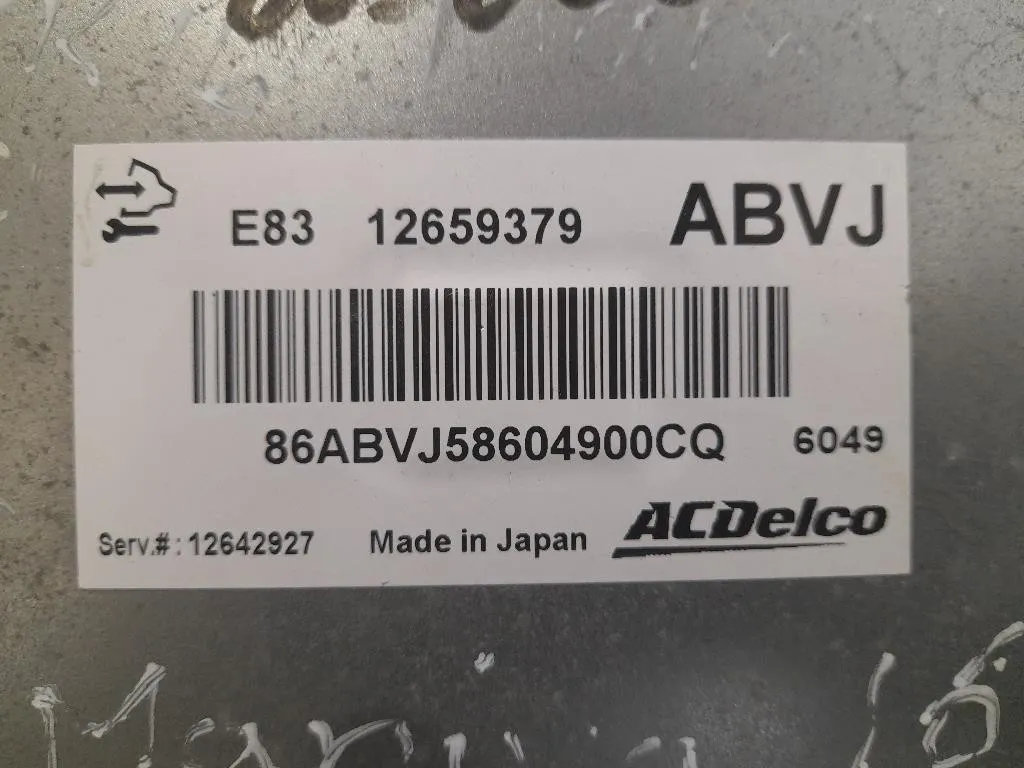 E83 12659379 ABVJ
86ABVJ58604900CQ 6049
Serv.#: 12642927 Made in Japan ACDelco